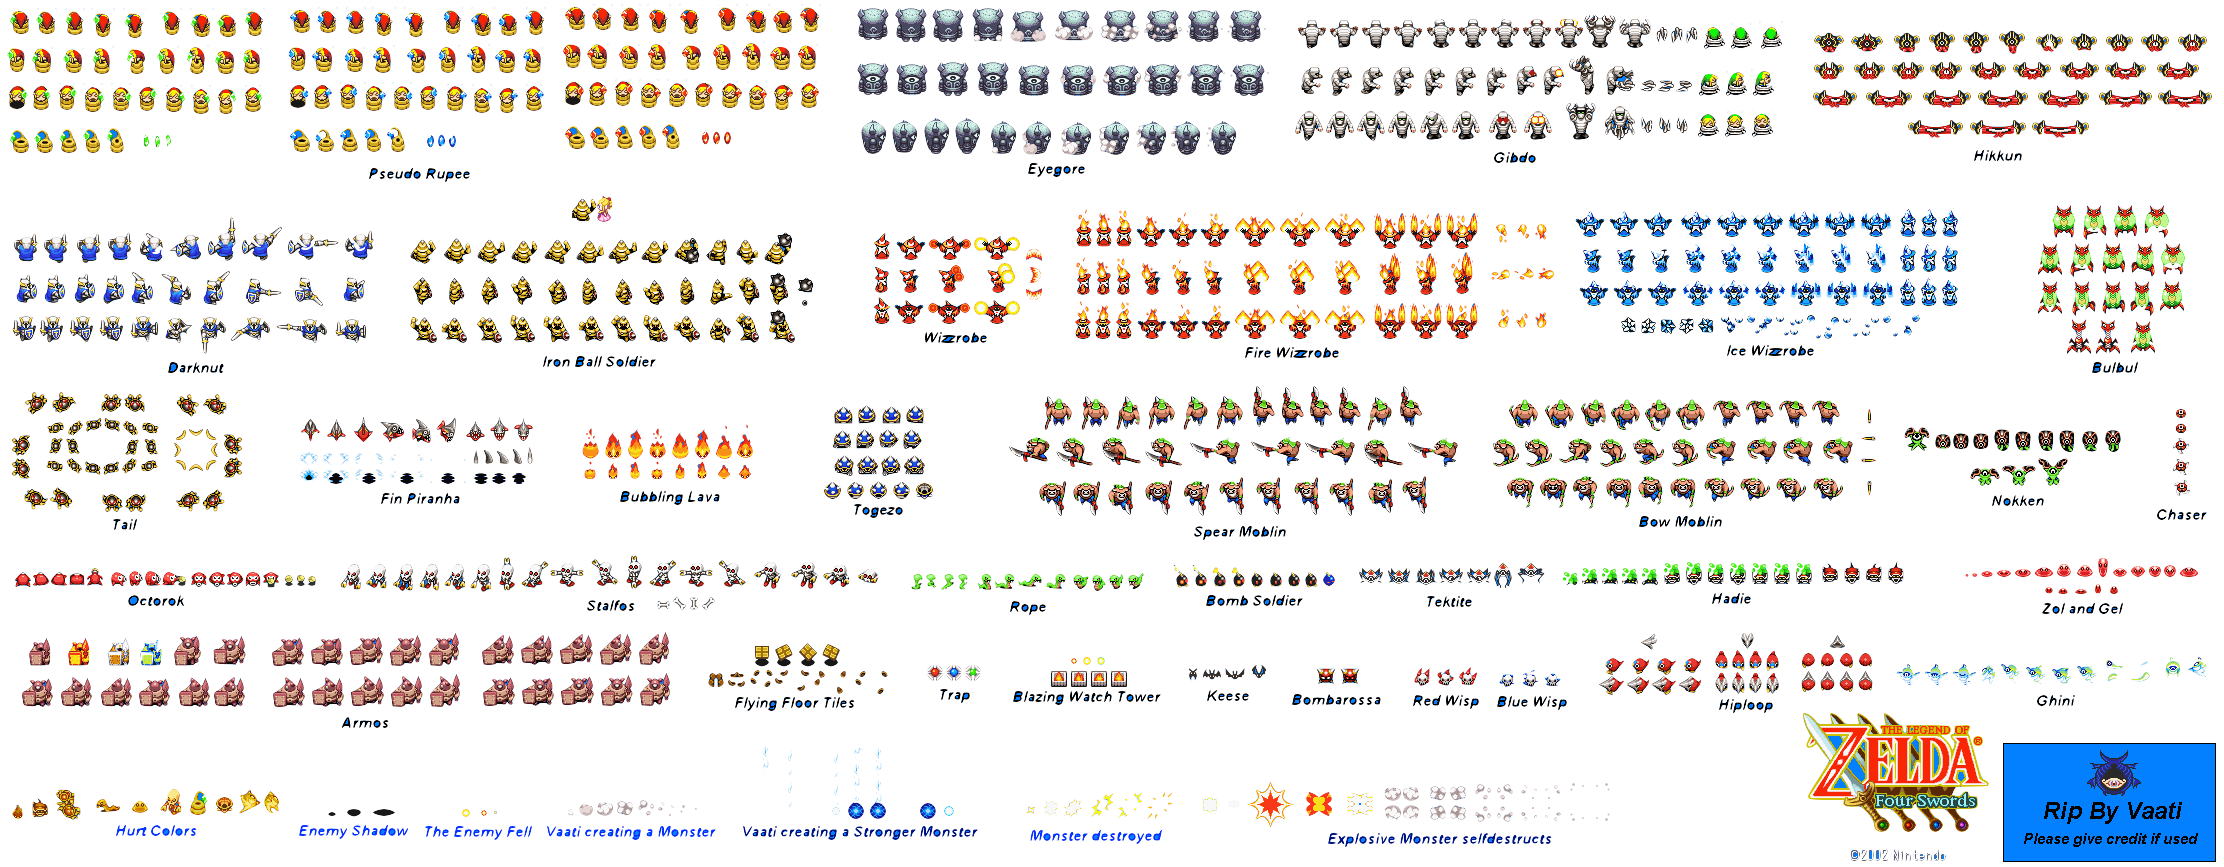 Pseudo Rupee
Eyegore
Gibdo
Hikkun
Darknut
Iron Ball Soldier
Wizzrobe
Fire Wizzrobe
Ice Wizzrobe
Bulbul
Tail
Fin Piranha
Bubbling Lava
Togezo
Spear Moblin
Bow Moblin
Nokken
Chaser
Octorok
Stalfos
Rope
Bomb Soldier
Tektite
Hadie
Zol and Gel
Armos
Flying Floor Tiles
Trap
Blazing Watch Tower
Keese
Bombarossa
Red Wisp
Blue Wisp
Hiploop
Ghini
THE LEGEND OF
ZELDA®
Four Swords
©2002 Nintendo
Rip By Vaati
Please give credit if used
Hurt Colors
Enemy Shadow
The Enemy Fell
Vaati creating a Monster
Vaati creating a Stronger Monster
Monster destroyed
Explosive Monster selfdestructs